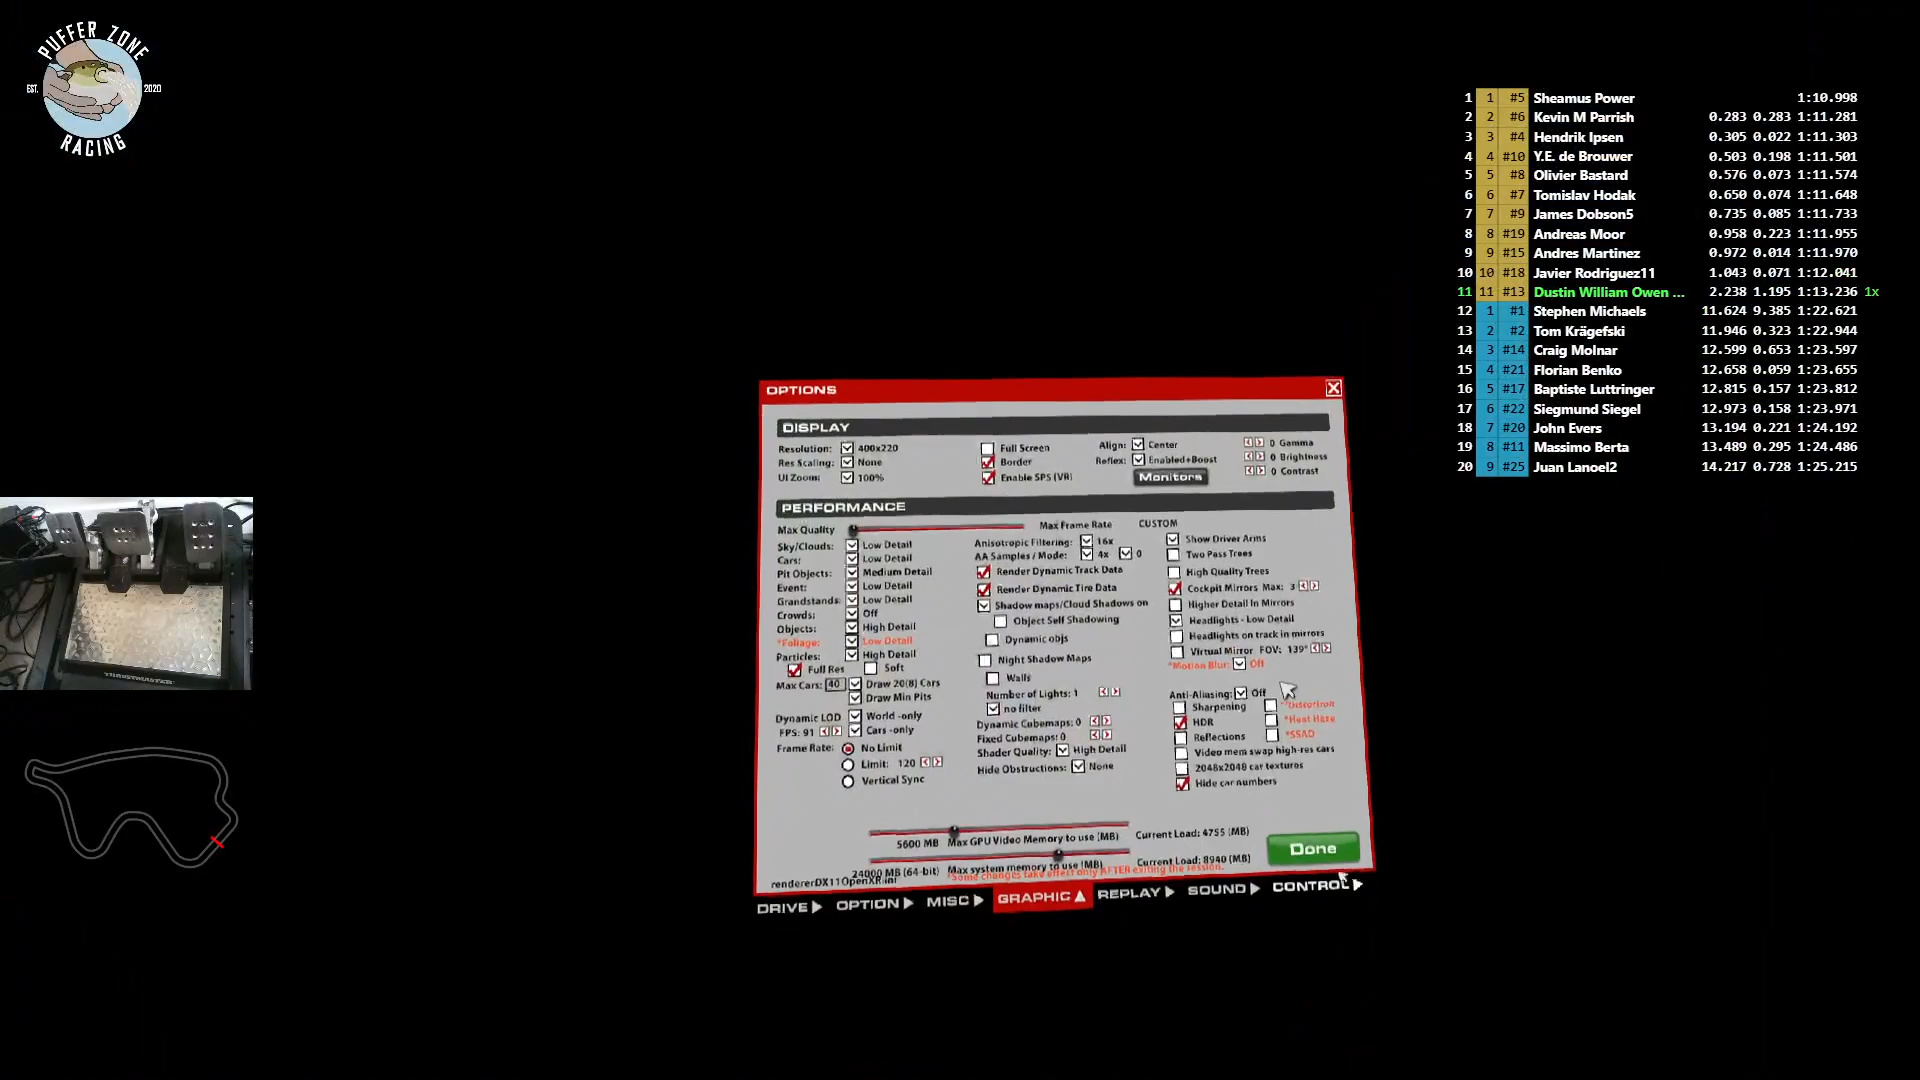 PUFFER ZONE
EST. 2020
RACING
1 1 #5 Sheamus Power 1:10.998
2 2 #6 Kevin M Parrish 0.283 0.283 1:11.281
3 3 #4 Hendrik Ipsen 0.305 0.022 1:11.303
4 4 #10 Y.E. de Brouwer 0.503 0.198 1:11.501
5 5 #8 Olivier Bastard 0.576 0.073 1:11.574
6 6 #7 Tomislav Hodak 0.650 0.074 1:11.648
7 7 #9 James Dobson5 0.735 0.085 1:11.733
8 8 #19 Andreas Moor 0.958 0.223 1:11.955
9 9 #15 Andres Martinez 0.972 0.014 1:11.970
10 10 #18 Javier Rodriguez11 1.043 0.071 1:12.041
11 11 #13 Dustin William Owen ... 2.238 1.195 1:13.236 1x
12 1 #1 Stephen Michaels 11.624 9.385 1:22.621
13 2 #2 Tom Krägefski 11.946 0.323 1:22.944
14 3 #14 Craig Molnar 12.599 0.653 1:23.597
15 4 #21 Florian Benko 12.658 0.059 1:23.655
16 5 #17 Baptiste Luttringer 12.815 0.157 1:23.812
17 6 #22 Siegmund Siegel 12.973 0.158 1:23.971
18 7 #20 John Evers 13.194 0.221 1:24.192
19 8 #11 Massimo Berta 13.489 0.295 1:24.486
20 9 #25 Juan Lanoel2 14.217 0.728 1:25.215
OPTIONS
DISPLAY
Resolution: 400x220
Res Scaling: None
UI Zoom: 100%
Full Screen
Border
Enable SPS (VR)
Align: Center
Reflex: Enabled+Boost
Monitors
0 Gamma
0 Brightness
0 Contrast
PERFORMANCE
Max Quality Max Frame Rate CUSTOM
Sky/Clouds: Low Detail
Cars: Low Detail
Pit Objects: Medium Detail
Event: Low Detail
Grandstands: Low Detail
Crowds: Off
Objects: High Detail
*Foliage: Low Detail
Particles: High Detail
Full Res Soft
Max Cars: 40 Draw 20(8) Cars
Draw Min Pits
Dynamic LOD World -only
FPS: 91 Cars -only
Frame Rate: No Limit
Limit: 120
Vertical Sync
Anisotropic Filtering: 16x
AA Samples / Mode: 4x 0
Render Dynamic Track Data
Render Dynamic Tire Data
Shadow maps/Cloud Shadows on
Object Self Shadowing
Dynamic objs
Night Shadow Maps
Walls
Number of Lights: 1
no filter
Dynamic Cubemaps: 0
Fixed Cubemaps: 0
Shader Quality: High Detail
Hide Obstructions: None
Show Driver Arms
Two Pass Trees
High Quality Trees
Cockpit Mirrors Max: 3
Higher Detail In Mirrors
Headlights - Low Detail
Headlights on track in mirrors
Virtual Mirror FOV: 139°
*Motion Blur: Off
Anti-Aliasing: Off
Sharpening *Distortion
HDR *Heat Haze
Reflections *SSAO
Video mem swap high-res cars
2048x2048 car textures
Hide car numbers
5600 MB Max GPU Video Memory to use (MB) Current Load: 4755 (MB)
24000 MB (64-bit) Max system memory to use (MB) Current Load: 8940 (MB)
*Some changes take effect only AFTER exiting the session.
rendererDX11OpenXR.ini
Done
DRIVE OPTION MISC GRAPHIC REPLAY SOUND CONTROL
THRUSTMASTER